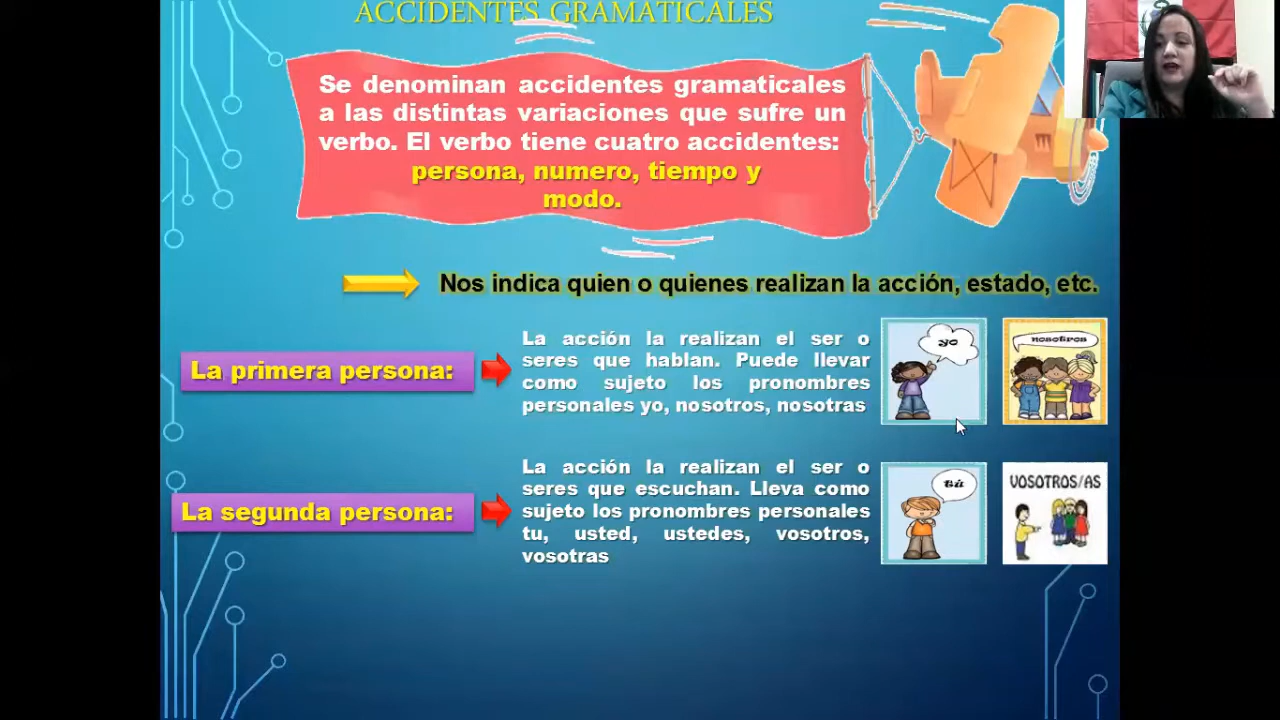 ACCIDENTES GRAMATICALES
Se denominan accidentes gramaticales
a las distintas variaciones que sufre un
verbo. El verbo tiene cuatro accidentes:
persona, numero, tiempo y
modo.
Nos indica quien o quienes realizan la acción, estado, etc.
La primera persona:
La acción la realizan el ser o
seres que hablan. Puede llevar
como sujeto los pronombres
personales yo, nosotros, nosotras
yo
nosotros
La segunda persona:
La acción la realizan el ser o
seres que escuchan. Lleva como
sujeto los pronombres personales
tu, usted, ustedes, vosotros,
vosotras
tú
VOSOTROS/AS